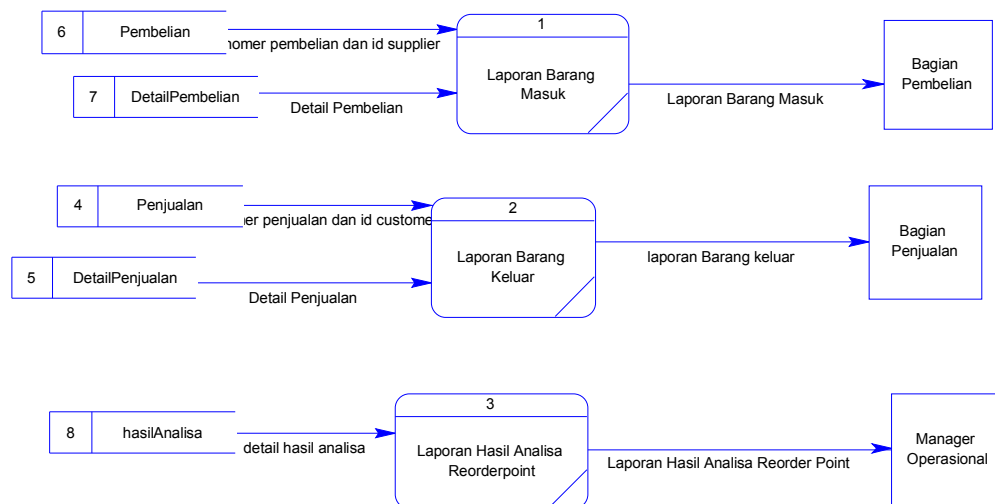 6
Pembelian
nomer pembelian dan id supplier
7
DetailPembelian
Detail Pembelian
1
Laporan Barang
Masuk
Laporan Barang Masuk
Bagian
Pembelian
4
Penjualan
er penjualan dan id custome
5
DetailPenjualan
Detail Penjualan
2
Laporan Barang
Keluar
laporan Barang keluar
Bagian
Penjualan
8
hasilAnalisa
detail hasil analisa
3
Laporan Hasil Analisa
Reorderpoint
Laporan Hasil Analisa Reorder Point
Manager
Operasional